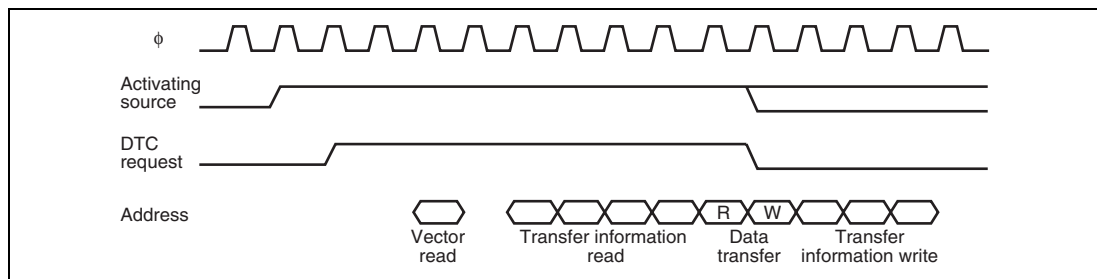 φ
Activating
source
DTC
request
Address
R W
Vector
read
Transfer information
read
Data
transfer
Transfer
information write